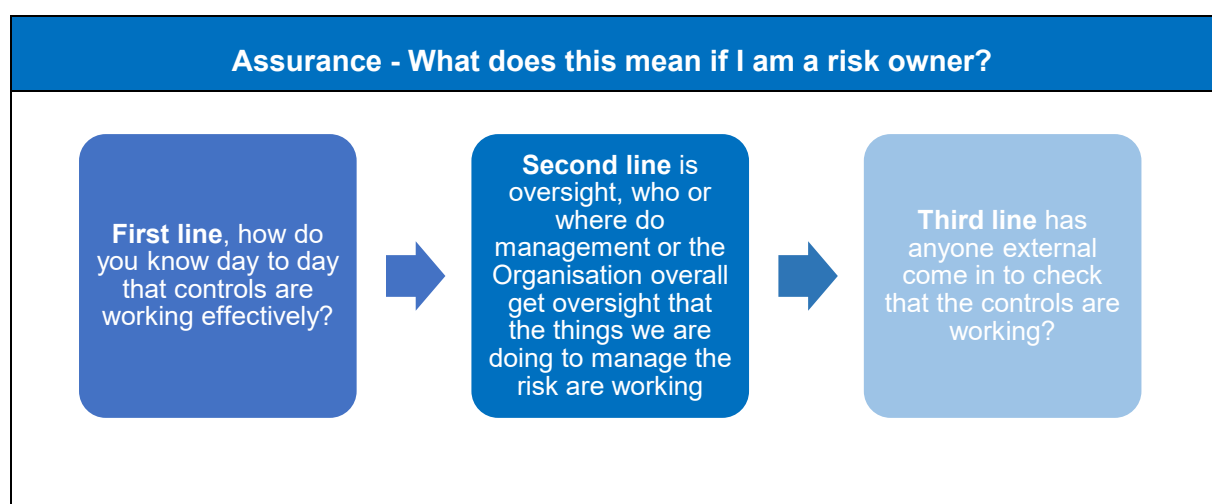 Assurance - What does this mean if I am a risk owner?
First line, how do
you know day to day
that controls are
working effectively?
Second line is
oversight, who or
where do
management or the
Organisation overall
get oversight that
the things we are
doing to manage the
risk are working
Third line has
anyone external
come in to check
that the controls are
working?